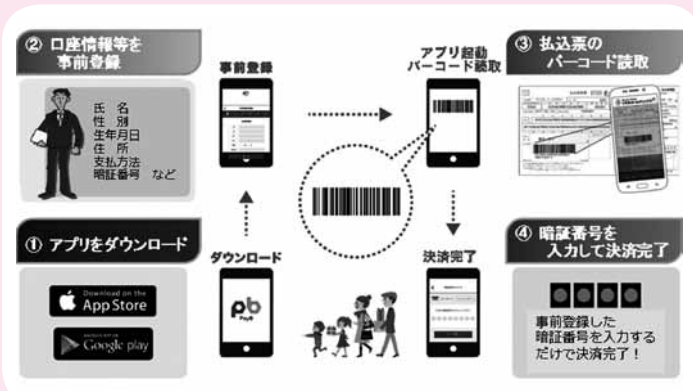 ② 口座情報等を
事前登録
氏 名
性 別
生年月日
住 所
支払方法
暗証番号 など
事前登録
アプリ起動
バーコード読取
③ 払込票の
バーコード読取
① アプリをダウンロード
Download on the
App Store
Google play
ダウンロード
pb
PayB
決済完了
④ 暗証番号を
入力して決済完了
事前登録した
暗証番号を入力する
だけで決済完了！